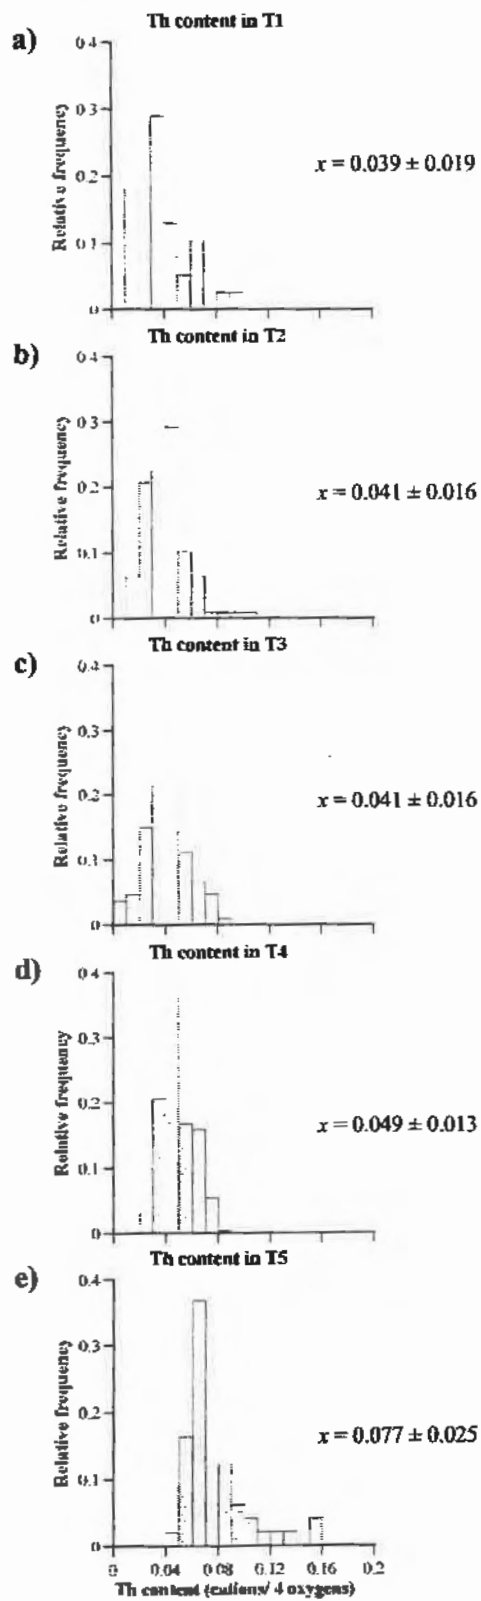 Th content in T1
a)
0.4
0.3
0.2
0.1
0
Relative frequency
x = 0.039 ± 0.019
Th content in T2
b)
0.4
0.3
0.2
0.1
0
Relative frequency
x = 0.041 ± 0.016
Th content in T3
c)
0.4
0.3
0.2
0.1
0
Relative frequency
x = 0.041 ± 0.016
Th content in T4
d)
0.4
0.3
0.2
0.1
0
Relative frequency
x = 0.049 ± 0.013
Th content in T5
e)
0.4
0.3
0.2
0.1
0
Relative frequency
x = 0.077 ± 0.025
0 0.04 0.08 0.12 0.16 0.2
Th content (cations/ 4 oxygens)